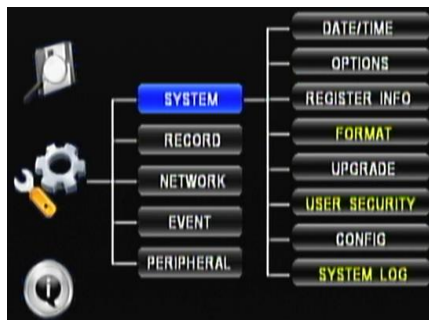 SYSTEM
RECORD
NETWORK
EVENT
PERIPHERAL
DATE/TIME
OPTIONS
REGISTER INFO
FORMAT
UPGRADE
USER SECURITY
CONFIG
SYSTEM LOG